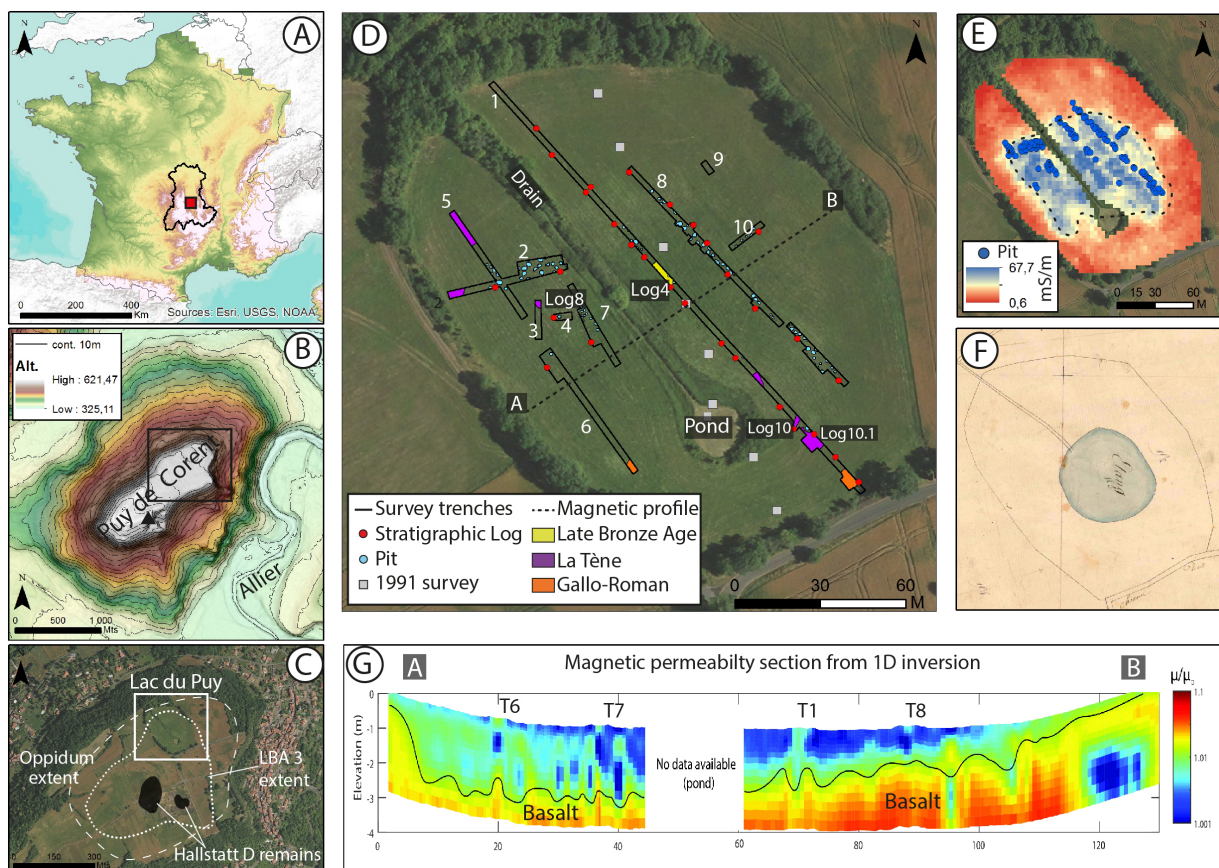 A
N
0
200
400
Km
Sources: Esri, USGS, NOAA
B
cont. 10m
Alt.
High : 621,47
Low : 325,11
Puy de Corent
Allier
N
0
500
1 000
Mts
C
Lac du Puy
Oppidum
extent
LBA 3
extent
Hallstatt D remains
0
150
300
Mts
D
N
1
9
8
B
Drain
5
10
2
2
Log8
Log4
3
4
7
A
6
Pond
Log10
Log10.1
Survey trenches
Magnetic profile
Stratigraphic Log
Late Bronze Age
Pit
La Tène
1991 survey
Gallo-Roman
0
30
60
M
E
N
Pit
67,7
mS/m
0,6
0
15
30
60
M
F
Etang
G
A
Magnetic permeabilty section from 1D inversion
B
Elevation (m)
0
-1
-2
-3
-4
T6
T7
T1
T8
No data available
(pond)
Basalt
Basalt
0
20
40
60
80
100
120
1.1
1.01
1.001